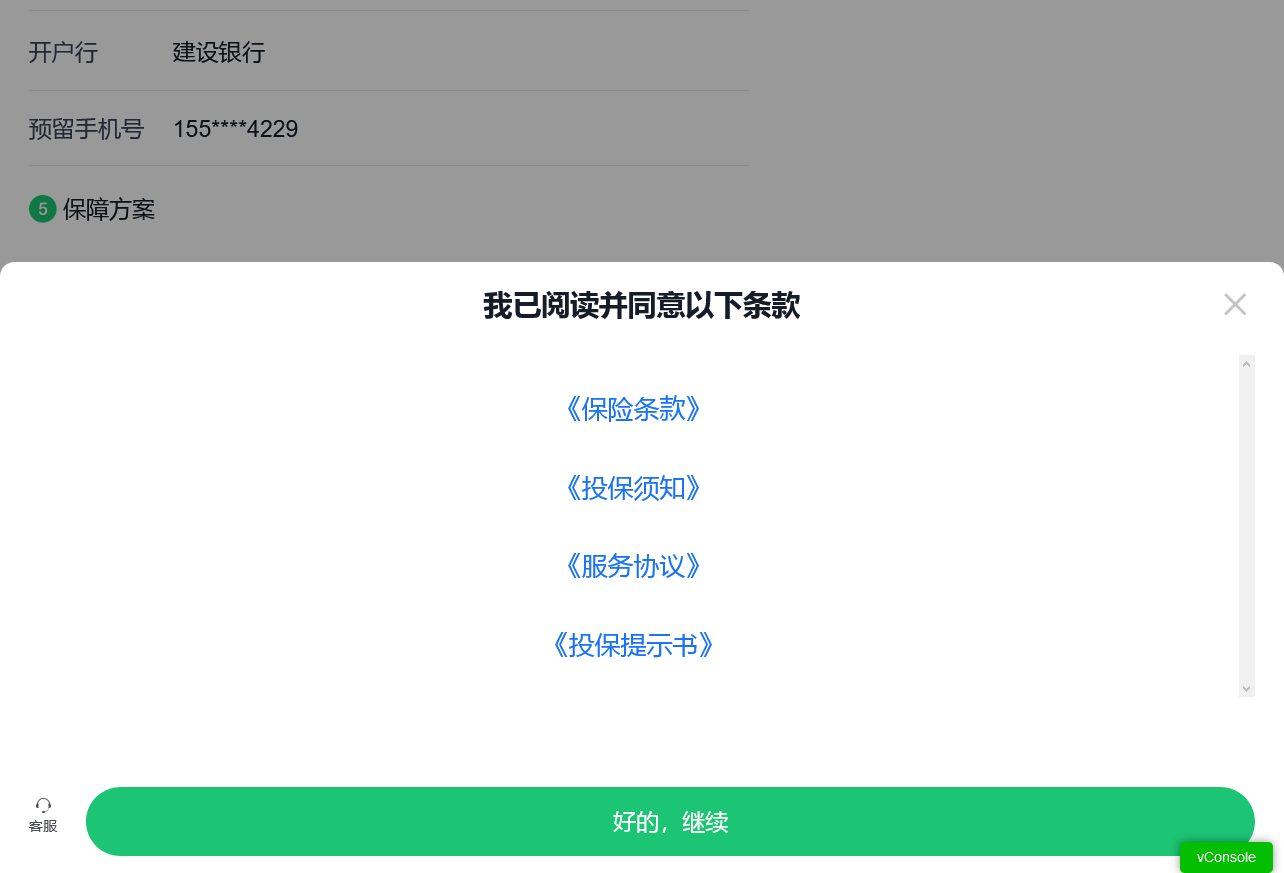 开户行 建设银行
预留手机号 155****4229
5 保障方案
我已阅读并同意以下条款
《保险条款》
《投保须知》
《服务协议》
《投保提示书》
客服
好的，继续
vConsole